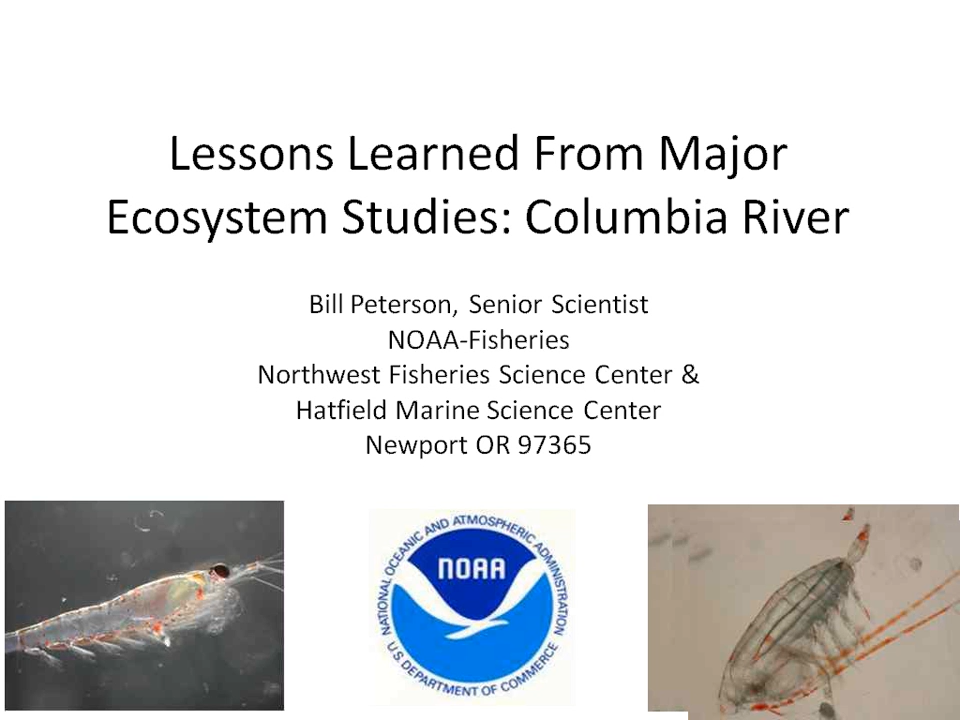 Lessons Learned From Major
Ecosystem Studies: Columbia River
Bill Peterson, Senior Scientist
NOAA-Fisheries
Northwest Fisheries Science Center &
Hatfield Marine Science Center
Newport OR 97365
NATIONAL OCEANIC AND ATMOSPHERIC ADMINISTRATION
NOAA
U.S. DEPARTMENT OF COMMERCE